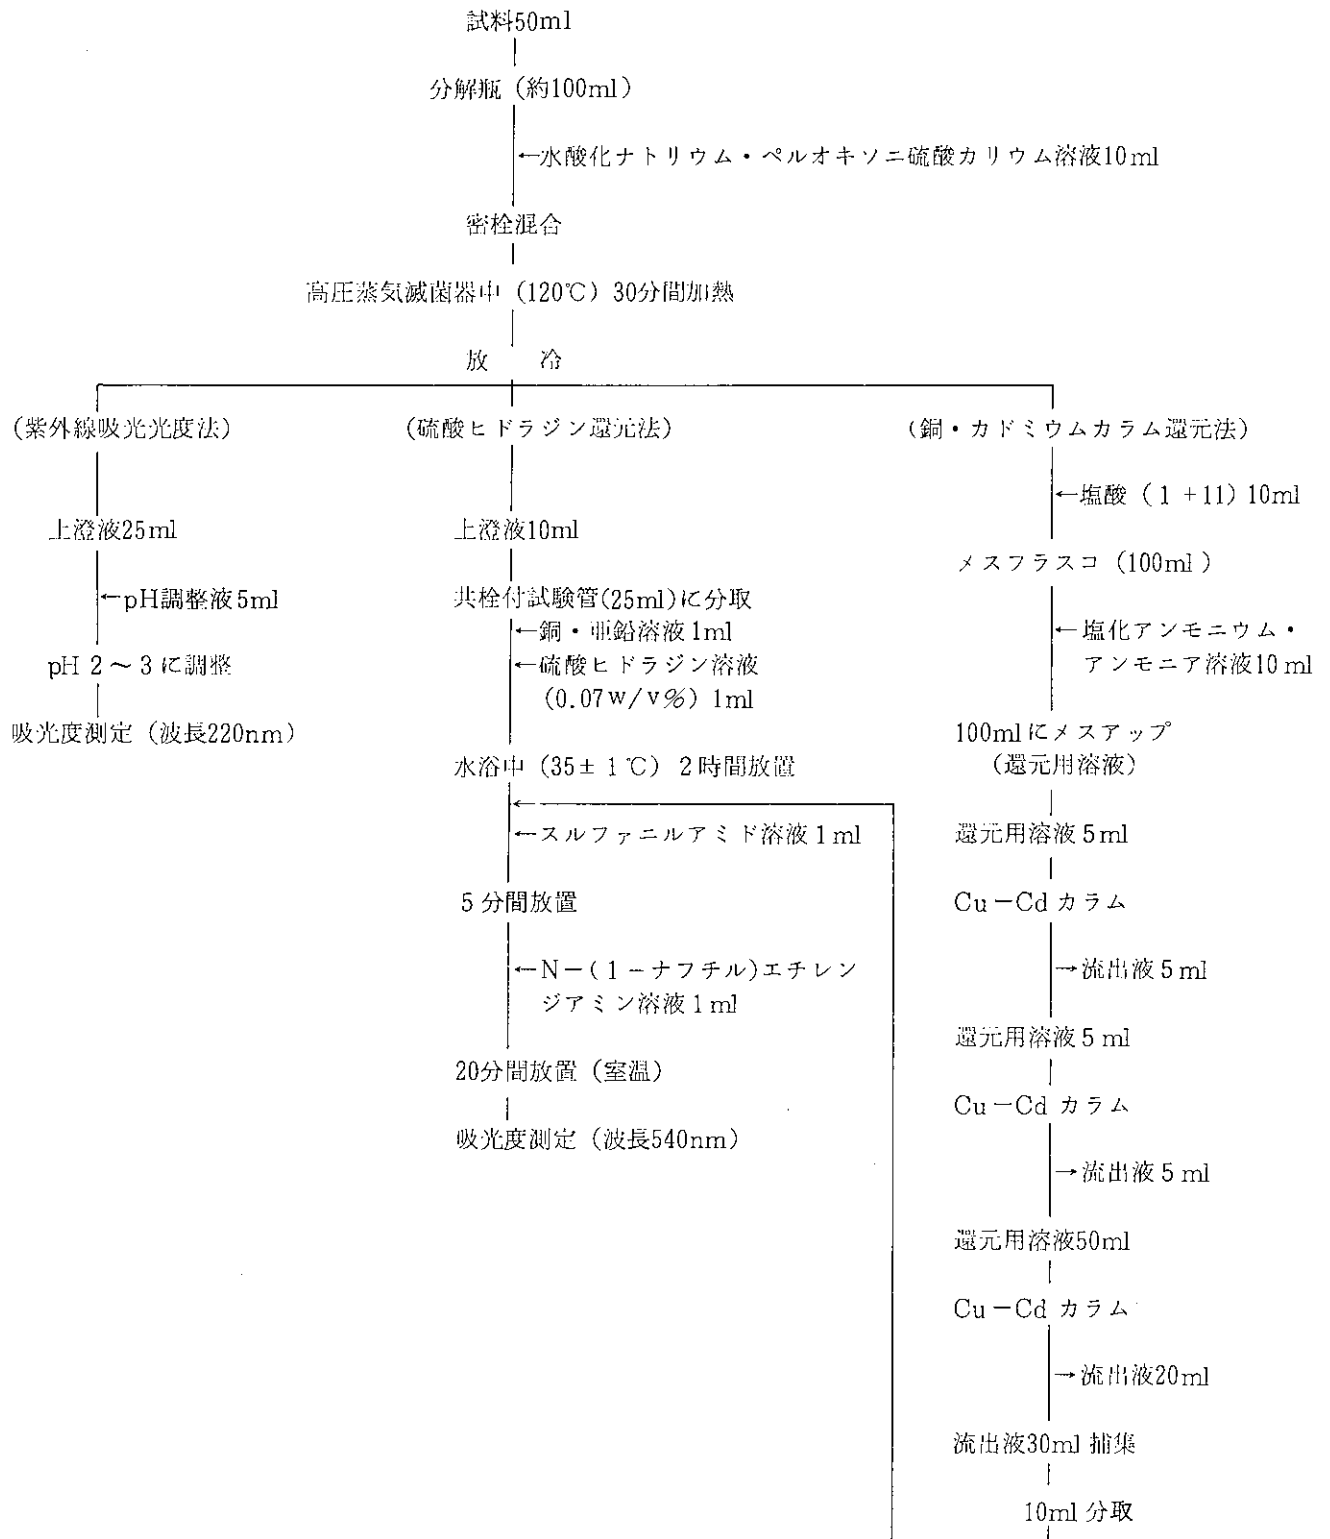 試料50ml
分解瓶（約100ml）
←水酸化ナトリウム・ペルオキソニ硫酸カリウム溶液10ml
密栓混合
高圧蒸気滅菌器中（120℃）30分間加熱
放　冷
(紫外線吸光光度法)
上澄液25ml
←pH調整液5ml
pH 2～3に調整
吸光度測定（波長220nm）
(硫酸ヒドラジン還元法)
上澄液10ml
共栓付試験管(25ml)に分取
←銅・亜鉛溶液1ml
←硫酸ヒドラジン溶液
(0.07w/v%) 1ml
水浴中（35±1℃）2時間放置
←スルファニルアミド溶液1ml
5分間放置
←N－(1－ナフチル)エチレン
ジアミン溶液1ml
20分間放置（室温）
吸光度測定（波長540nm）
(銅・カドミウムカラム還元法)
←塩酸（1+11）10ml
メスフラスコ（100ml）
←塩化アンモニウム・
アンモニア溶液10ml
100mlにメスアップ
(還元用溶液)
還元用溶液5ml
Cu－Cdカラム
→流出液5ml
還元用溶液5ml
Cu－Cdカラム
→流出液5ml
還元用溶液50ml
Cu－Cdカラム
→流出液20ml
流出液30ml捕集
10ml分取